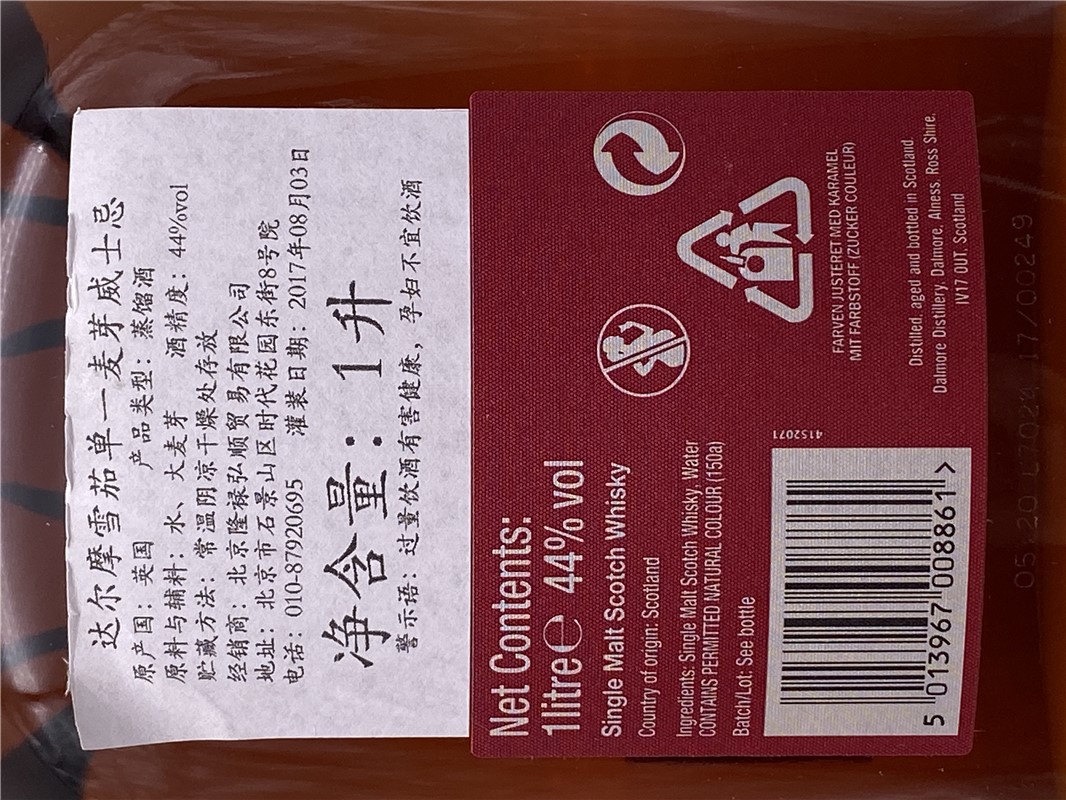 达尔摩雪茄单一麦芽威士忌
原产国：英国 产品类型：蒸馏酒
原料与辅料：水、大麦芽 酒精度：44%vol
贮藏方法：常温阴凉干燥处存放
经销商：北京隆禄弘顺贸易有限公司
地址：北京市石景山区时代花园东街8号院
电话：010-87920695 灌装日期：2017年08月03日
净含量：1升
警示语：过量饮酒有害健康，孕妇不宜饮酒
Net Contents:
1litre℮ 44% vol
Single Malt Scotch Whisky
Country of origin: Scotland
Ingredients: Single Malt Scotch Whisky, Water
CONTAINS PERMITTED NATURAL COLOUR (150a)
Batch/Lot: See bottle
4152071
5 013967 008861 >
FARVEN JUSTERET MED KARAMEL
MIT FARBSTOFF (ZUCKER COULEUR)
Distilled, aged and bottled in Scotland
Dalmore Distillery, Dalmore, Alness, Ross Shire,
IV17 0UT, Scotland
05:20 L7024 17/00249